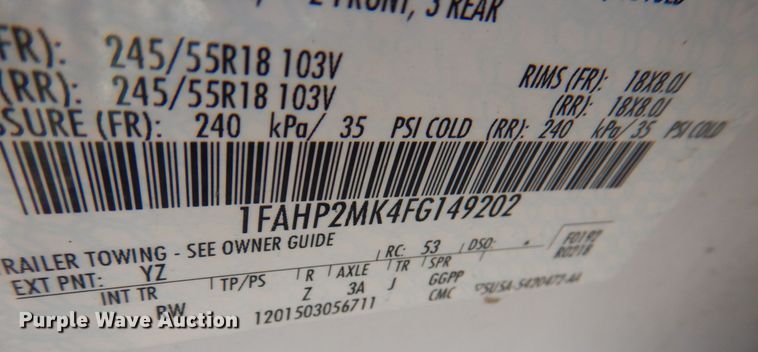 2 FRONT, 3 REAR
FR): 245/55R18 103V RIMS (FR): 18X8.0J
(RR): 245/55R18 103V (RR): 18X8.0J
SSURE (FR): 240 kPa/ 35 PSI COLD (RR): 240 kPa/ 35 PSI COLD
1FAHP2MK4FG149202
RAILER TOWING - SEE OWNER GUIDE
EXT PNT: YZ RC: 53 DSO: F0192
R0218
INT TR TP/PS R AXLE TR SPR
RW Z 3A J GGPP
1201503056711 CMC
Purple Wave Auction